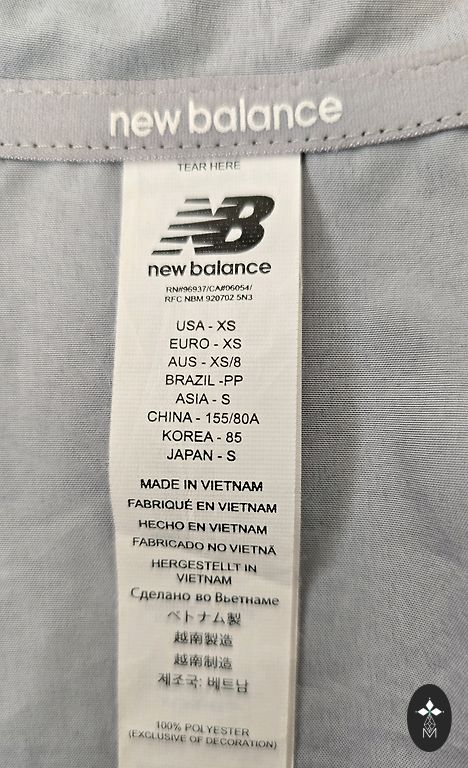 new balance
TEAR HERE
NB
new balance
RN#96937/CA#06054/
RFC NBM 920702 5N3
USA - XS
EURO - XS
AUS - XS/8
BRAZIL -PP
ASIA - S
CHINA - 155/80A
KOREA - 85
JAPAN - S
MADE IN VIETNAM
FABRIQUÉ EN VIETNAM
HECHO EN VIETNAM
FABRICADO NO VIETNÃ
HERGESTELLT IN
VIETNAM
Сделано во Вьетнаме
ベトナム製
越南製造
越南制造
제조국: 베트남
100% POLYESTER
(EXCLUSIVE OF DECORATION)
M